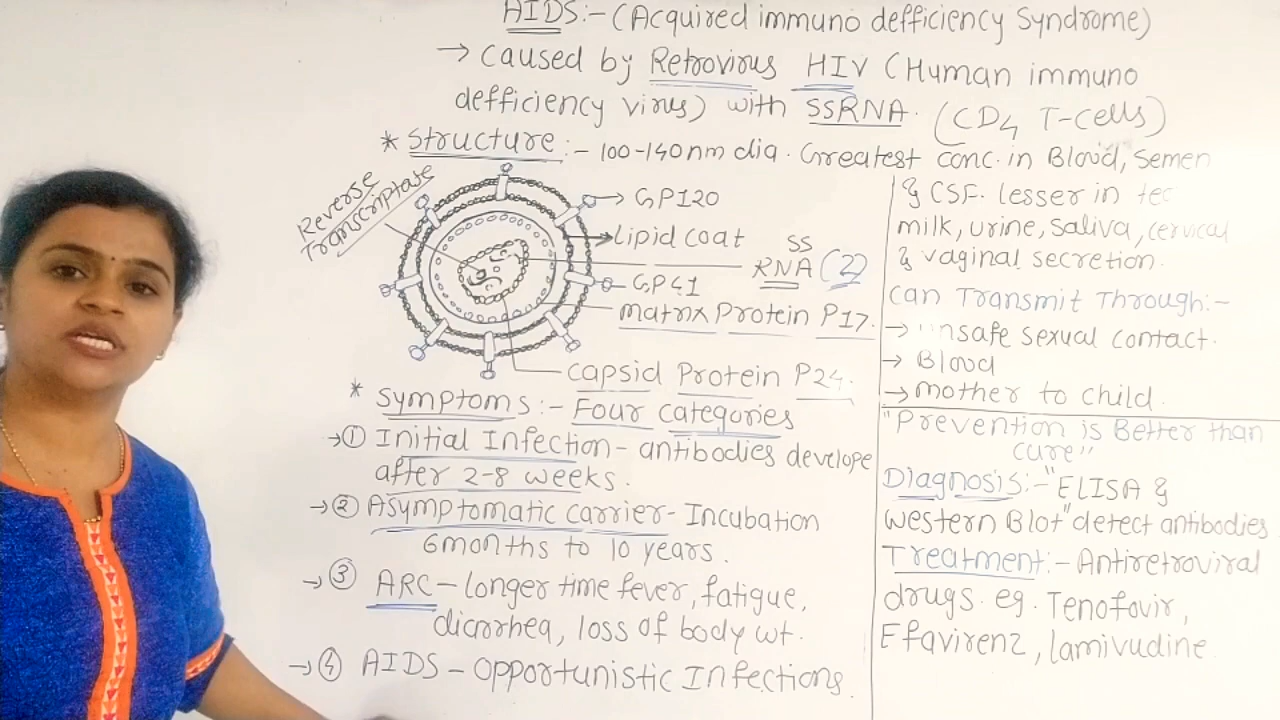 AIDS:- (Acquired immuno defficiency Syndrome)
→ caused by Retrovirus HIV (Human immuno
defficiency virus) with SSRNA. (CD4 T-cells)
* Structure:- 100-140nm dia. Greatest conc. in Blood, Semen
& CSF. lesser in
milk, urine, saliva, cervical
& vaginal secretion.
can Transmit Through:-
→ unsafe sexual contact.
→ Blood
→ mother to child.
Reverse
Transcriptate
→ GP120
lipid coat
SS
RNA (2)
GP41
matrix Protein P17.
capsid Protein P24.
* Symptoms:- Four categories
→ ① Initial Infection - antibodies develope
after 2-8 weeks.
→ ② Asymptomatic carrier- Incubation
6months to 10 years.
→ ③ ARC - longer time fever, fatigue,
diarrhea, loss of body wt.
→ ④ AIDS - Opportunistic Infections.
"Prevention is Better than
cure"
Diagnosis:- "ELISA &
western Blot" detect antibodies.
Treatment:- Antiretroviral
drugs. eg. Tenofovir,
Efavirenz, lamivudine.